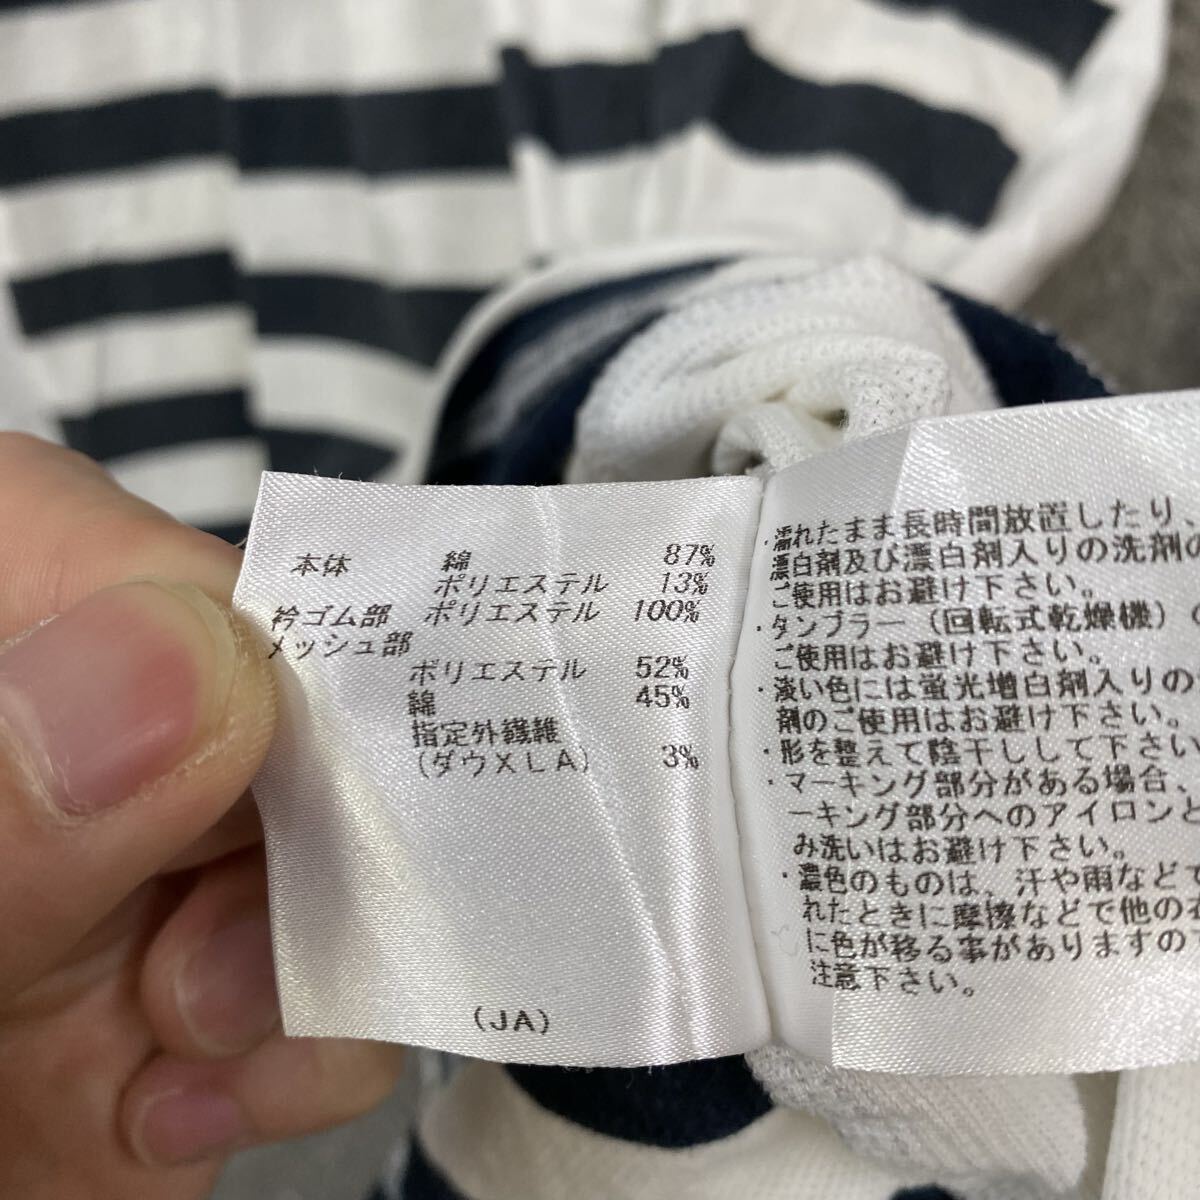 本体 綿 87%
ポリエステル 13%
衿ゴム部 ポリエステル 100%
メッシュ部
ポリエステル 52%
綿 45%
指定外繊維
(ダウXLA) 3%
(JA)
・濡れたまま長時間放置したり、
漂白剤及び漂白剤入りの洗剤の
ご使用はお避け下さい。
・タンブラー(回転式乾燥機)
ご使用はお避け下さい。
・淡い色には蛍光増白剤入りの
剤のご使用はお避け下さい。
・形を整えて陰干しして下さい
・マーキング部分がある場合、
ーキング部分へのアイロンと
み洗いはお避け下さい。
・濃色のものは、汗や雨などで
れたときに摩擦などで他の衣
に色が移る事がありますので
注意下さい。